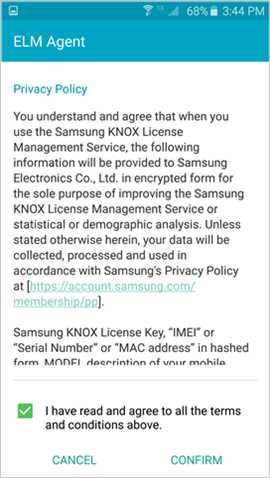 1X 68% 3:44 PM
ELM Agent
Privacy Policy
You understand and agree that when you
use the Samsung KNOX License
Management Service, the following
information will be provided to Samsung
Electronics Co., Ltd. in encrypted form for
the sole purpose of improving the Samsung
KNOX License Management Service or
statistical or demographic analysis. Unless
stated otherwise herein, your data will be
collected, processed and used in
accordance with Samsung's Privacy Policy
at [https://account.samsung.com/
membership/pp].
Samsung KNOX License Key, “IMEI” or
“Serial Number” or “MAC address” in hashed
form, MODEL description of your mobile
I have read and agree to all the terms
and conditions above.
CANCEL CONFIRM